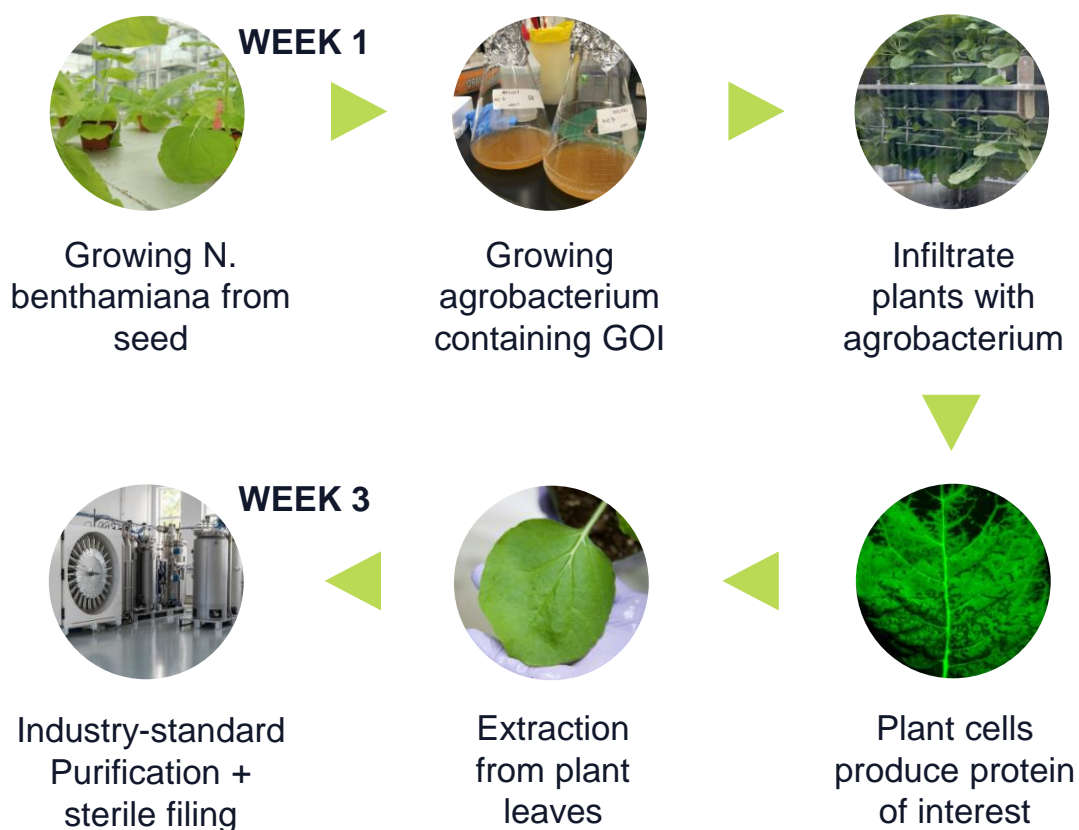 WEEK 1
Growing N.
benthamiana from
seed
Growing
agrobacterium
containing GOI
Infiltrate
plants with
agrobacterium
Plant cells
produce protein
of interest
Extraction
from plant
leaves
WEEK 3
Industry-standard
Purification +
sterile filing